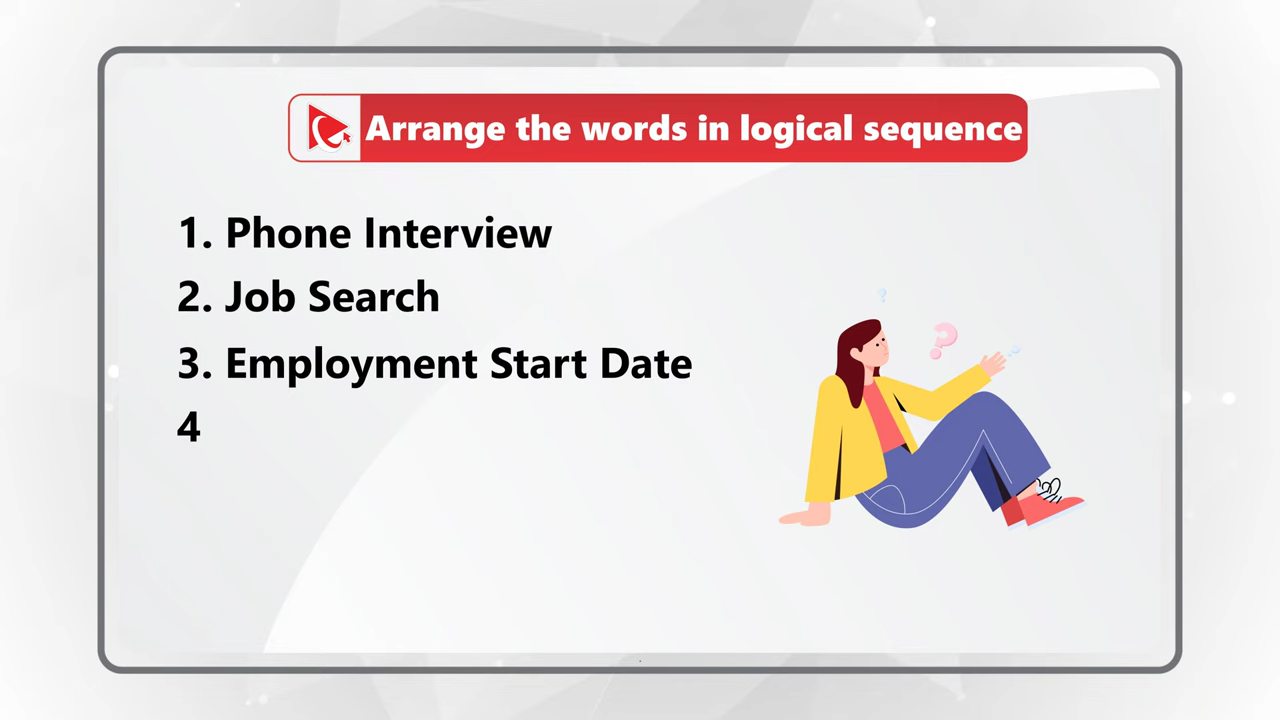 Arrange the words in logical sequence
1. Phone Interview
2. Job Search
3. Employment Start Date
4